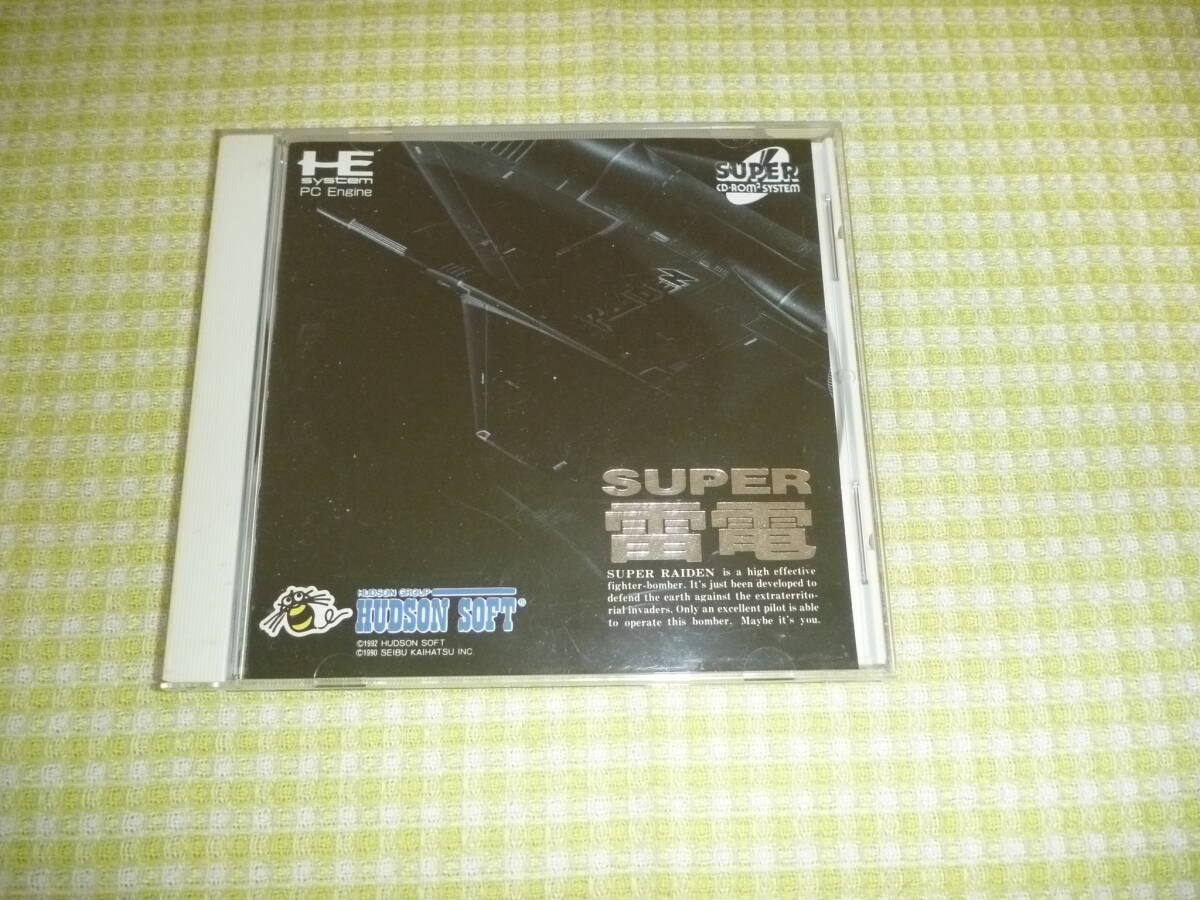 HE
system
PC Engine
SUPER
CD-ROM² SYSTEM
Raiden
SUPER
雷電
SUPER RAIDEN is a high effective
fighter-bomber. It's just been developed to
defend the earth against the extraterrito-
rial invaders. Only an excellent pilot is able
to operate this bomber. Maybe it's you.
HUDSON GROUP
HUDSON SOFT®
©1992 HUDSON SOFT
©1990 SEIBU KAIHATSU INC.